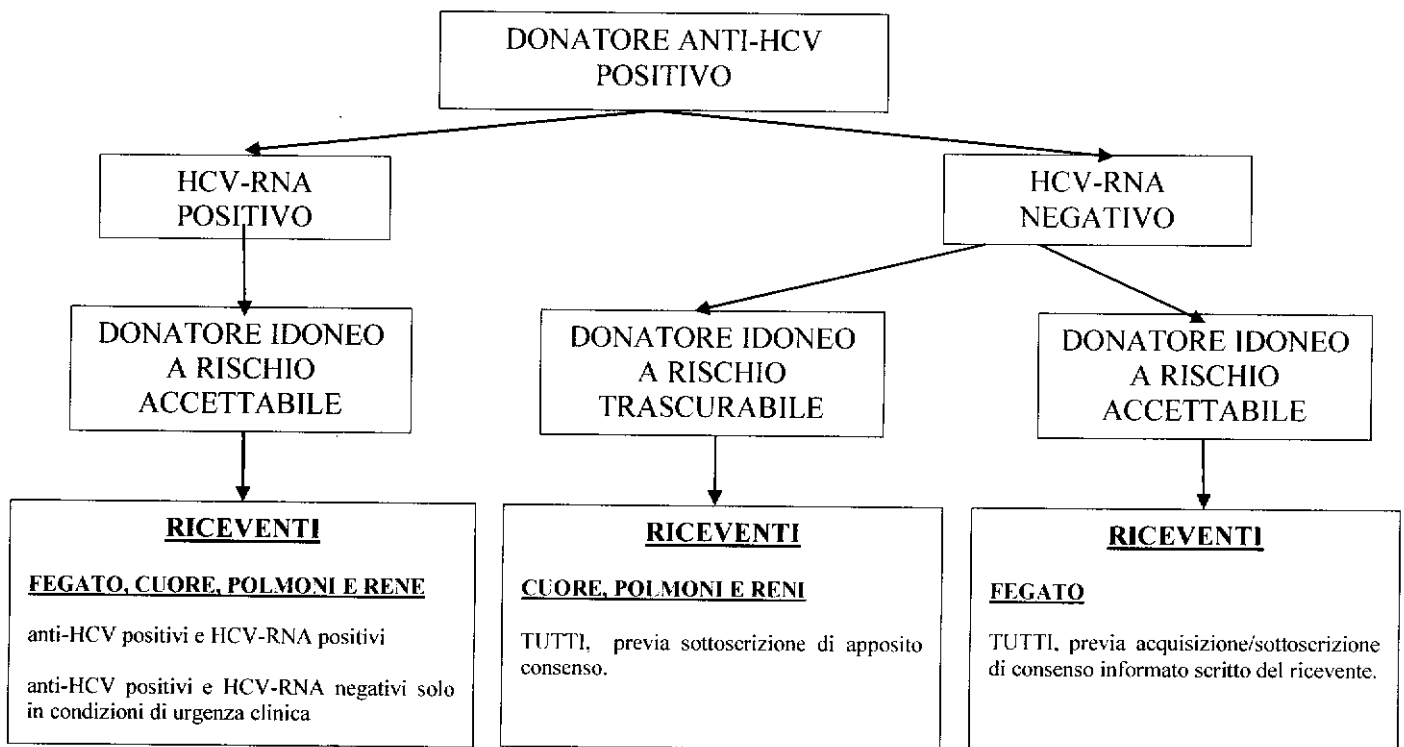 DONATORE ANTI-HCV
POSITIVO
HCV-RNA
POSITIVO
HCV-RNA
NEGATIVO
DONATORE IDONEO
A RISCHIO
ACCETTABILE
DONATORE IDONEO
A RISCHIO
TRASCURABILE
DONATORE IDONEO
A RISCHIO
ACCETTABILE
RICEVENTI
FEGATO, CUORE, POLMONI E RENE
anti-HCV positivi e HCV-RNA positivi
anti-HCV positivi e HCV-RNA negativi solo
in condizioni di urgenza clinica
RICEVENTI
CUORE, POLMONI E RENI
TUTTI, previa sottoscrizione di apposito
consenso.
RICEVENTI
FEGATO
TUTTI, previa acquisizione/sottoscrizione
di consenso informato scritto del ricevente.